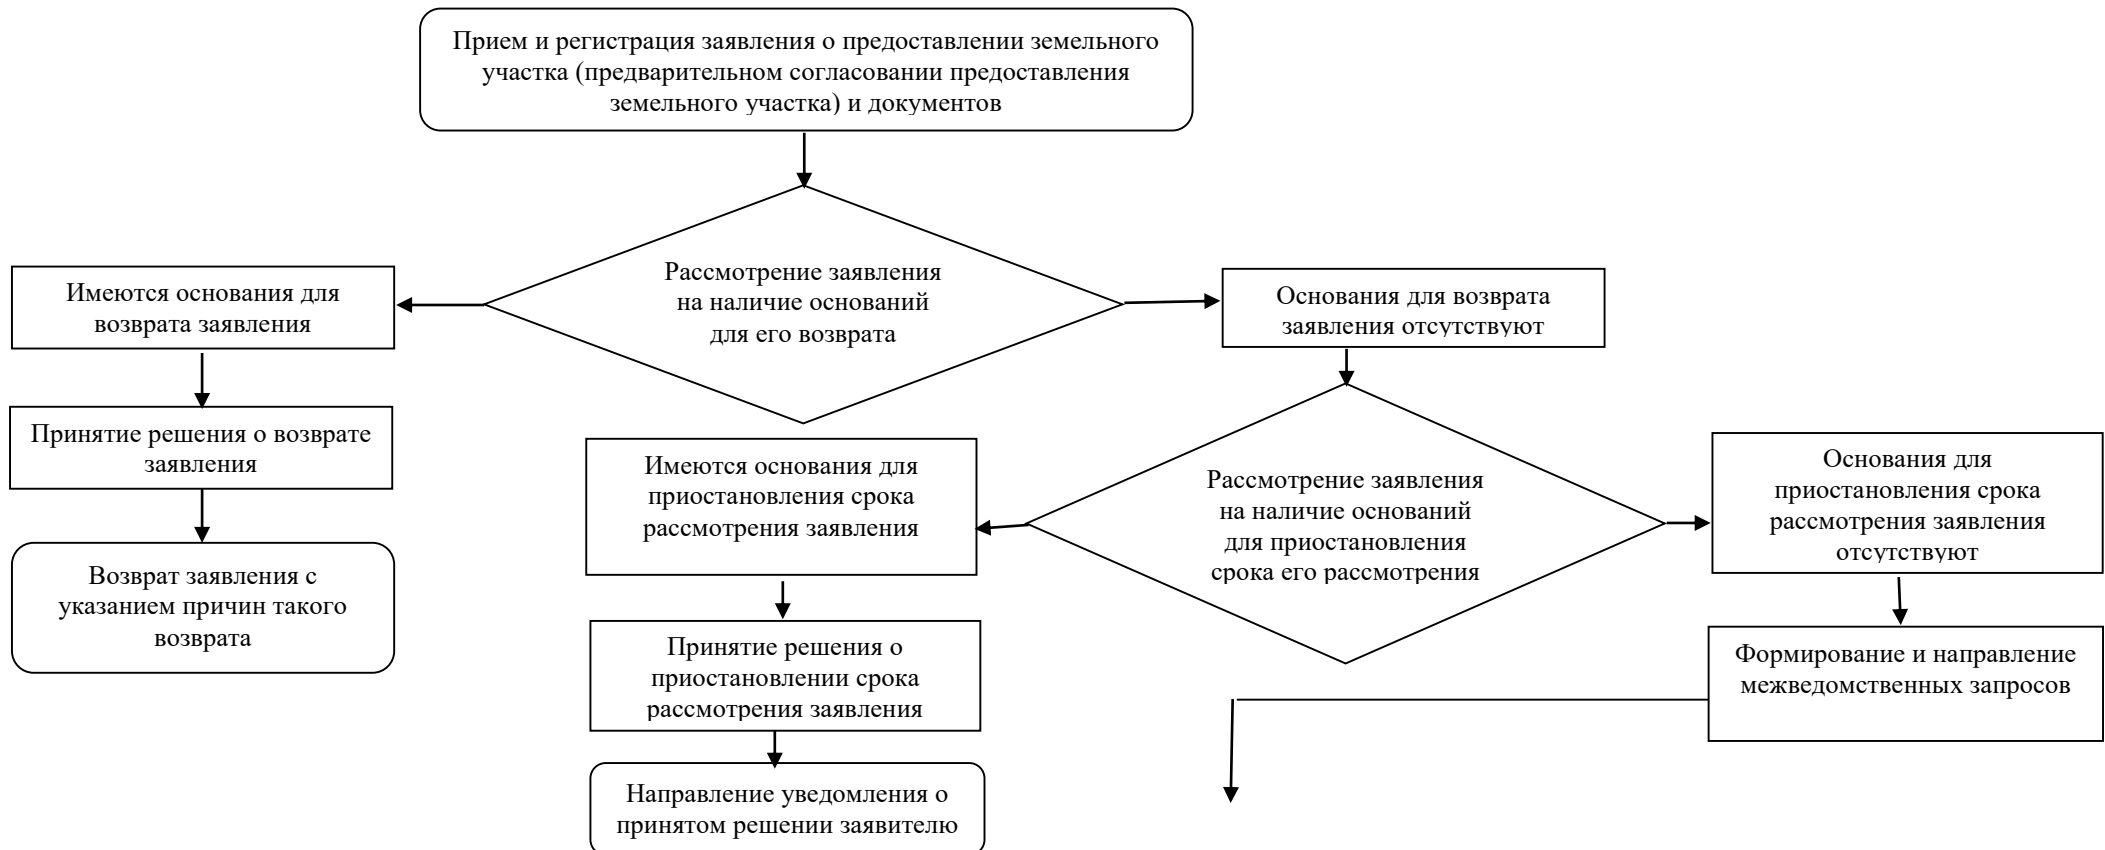 Прием и регистрация заявления о предоставлении земельного
участка (предварительном согласовании предоставления
земельного участка) и документов
Рассмотрение заявления
на наличие оснований
для его возврата
Имеются основания для
возврата заявления
Основания для возврата
заявления отсутствуют
Принятие решения о возврате
заявления
Возврат заявления с
указанием причин такого
возврата
Имеются основания для
приостановления срока
рассмотрения заявления
Рассмотрение заявления
на наличие оснований
для приостановления
срока его рассмотрения
Основания для
приостановления срока
рассмотрения заявления
отсутствуют
Принятие решения о
приостановлении срока
рассмотрения заявления
Формирование и направление
межведомственных запросов
Направление уведомления о
принятом решении заявителю